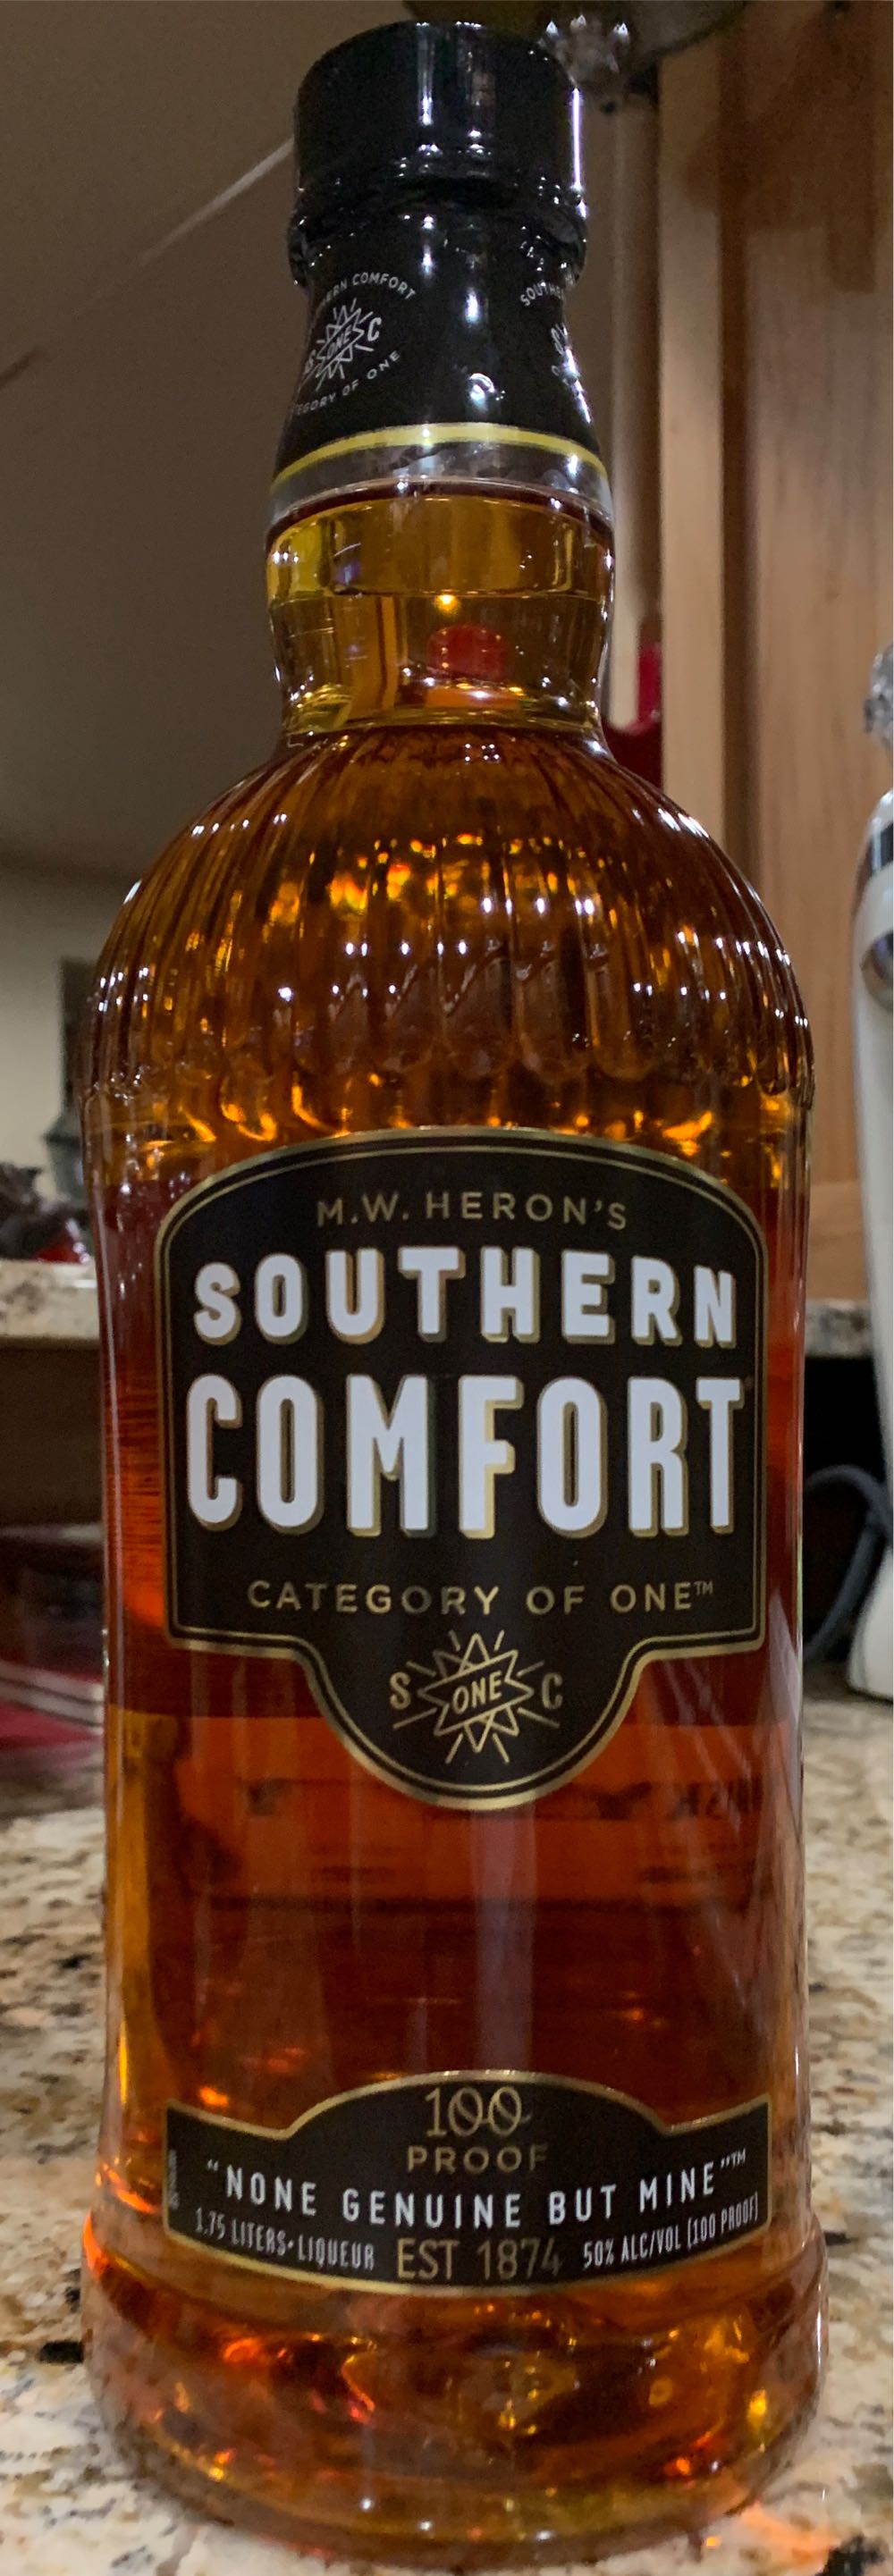 SOUTHERN COMFORT
S ONE C
OF ONE
M.W. HERON'S
SOUTHERN
COMFORT
CATEGORY OF ONE™
S ONE C
100
PROOF
"NONE GENUINE BUT MINE"™
1.75 LITERS·LIQUEUR EST 1874 50% ALC/VOL (100 PROOF)